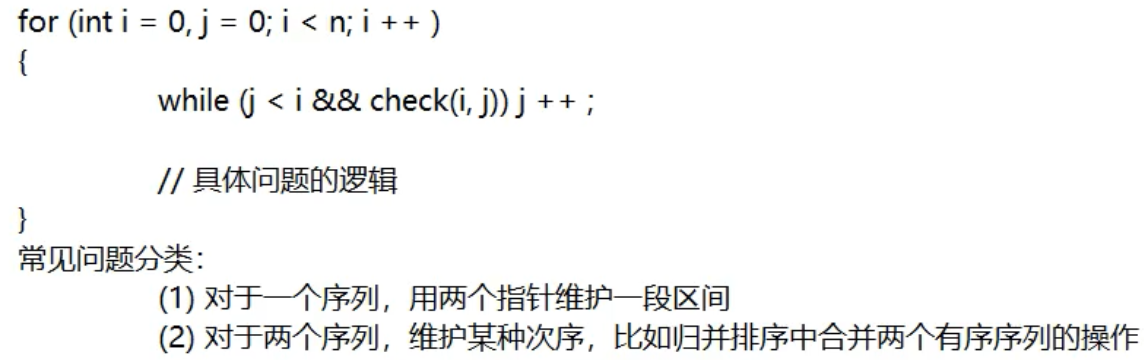 for (int i = 0, j = 0; i < n; i ++ )
{
while (j < i && check(i, j)) j ++ ;
// 具体问题的逻辑
}
常见问题分类：
(1) 对于一个序列，用两个指针维护一段区间
(2) 对于两个序列，维护某种次序，比如归并排序中合并两个有序序列的操作